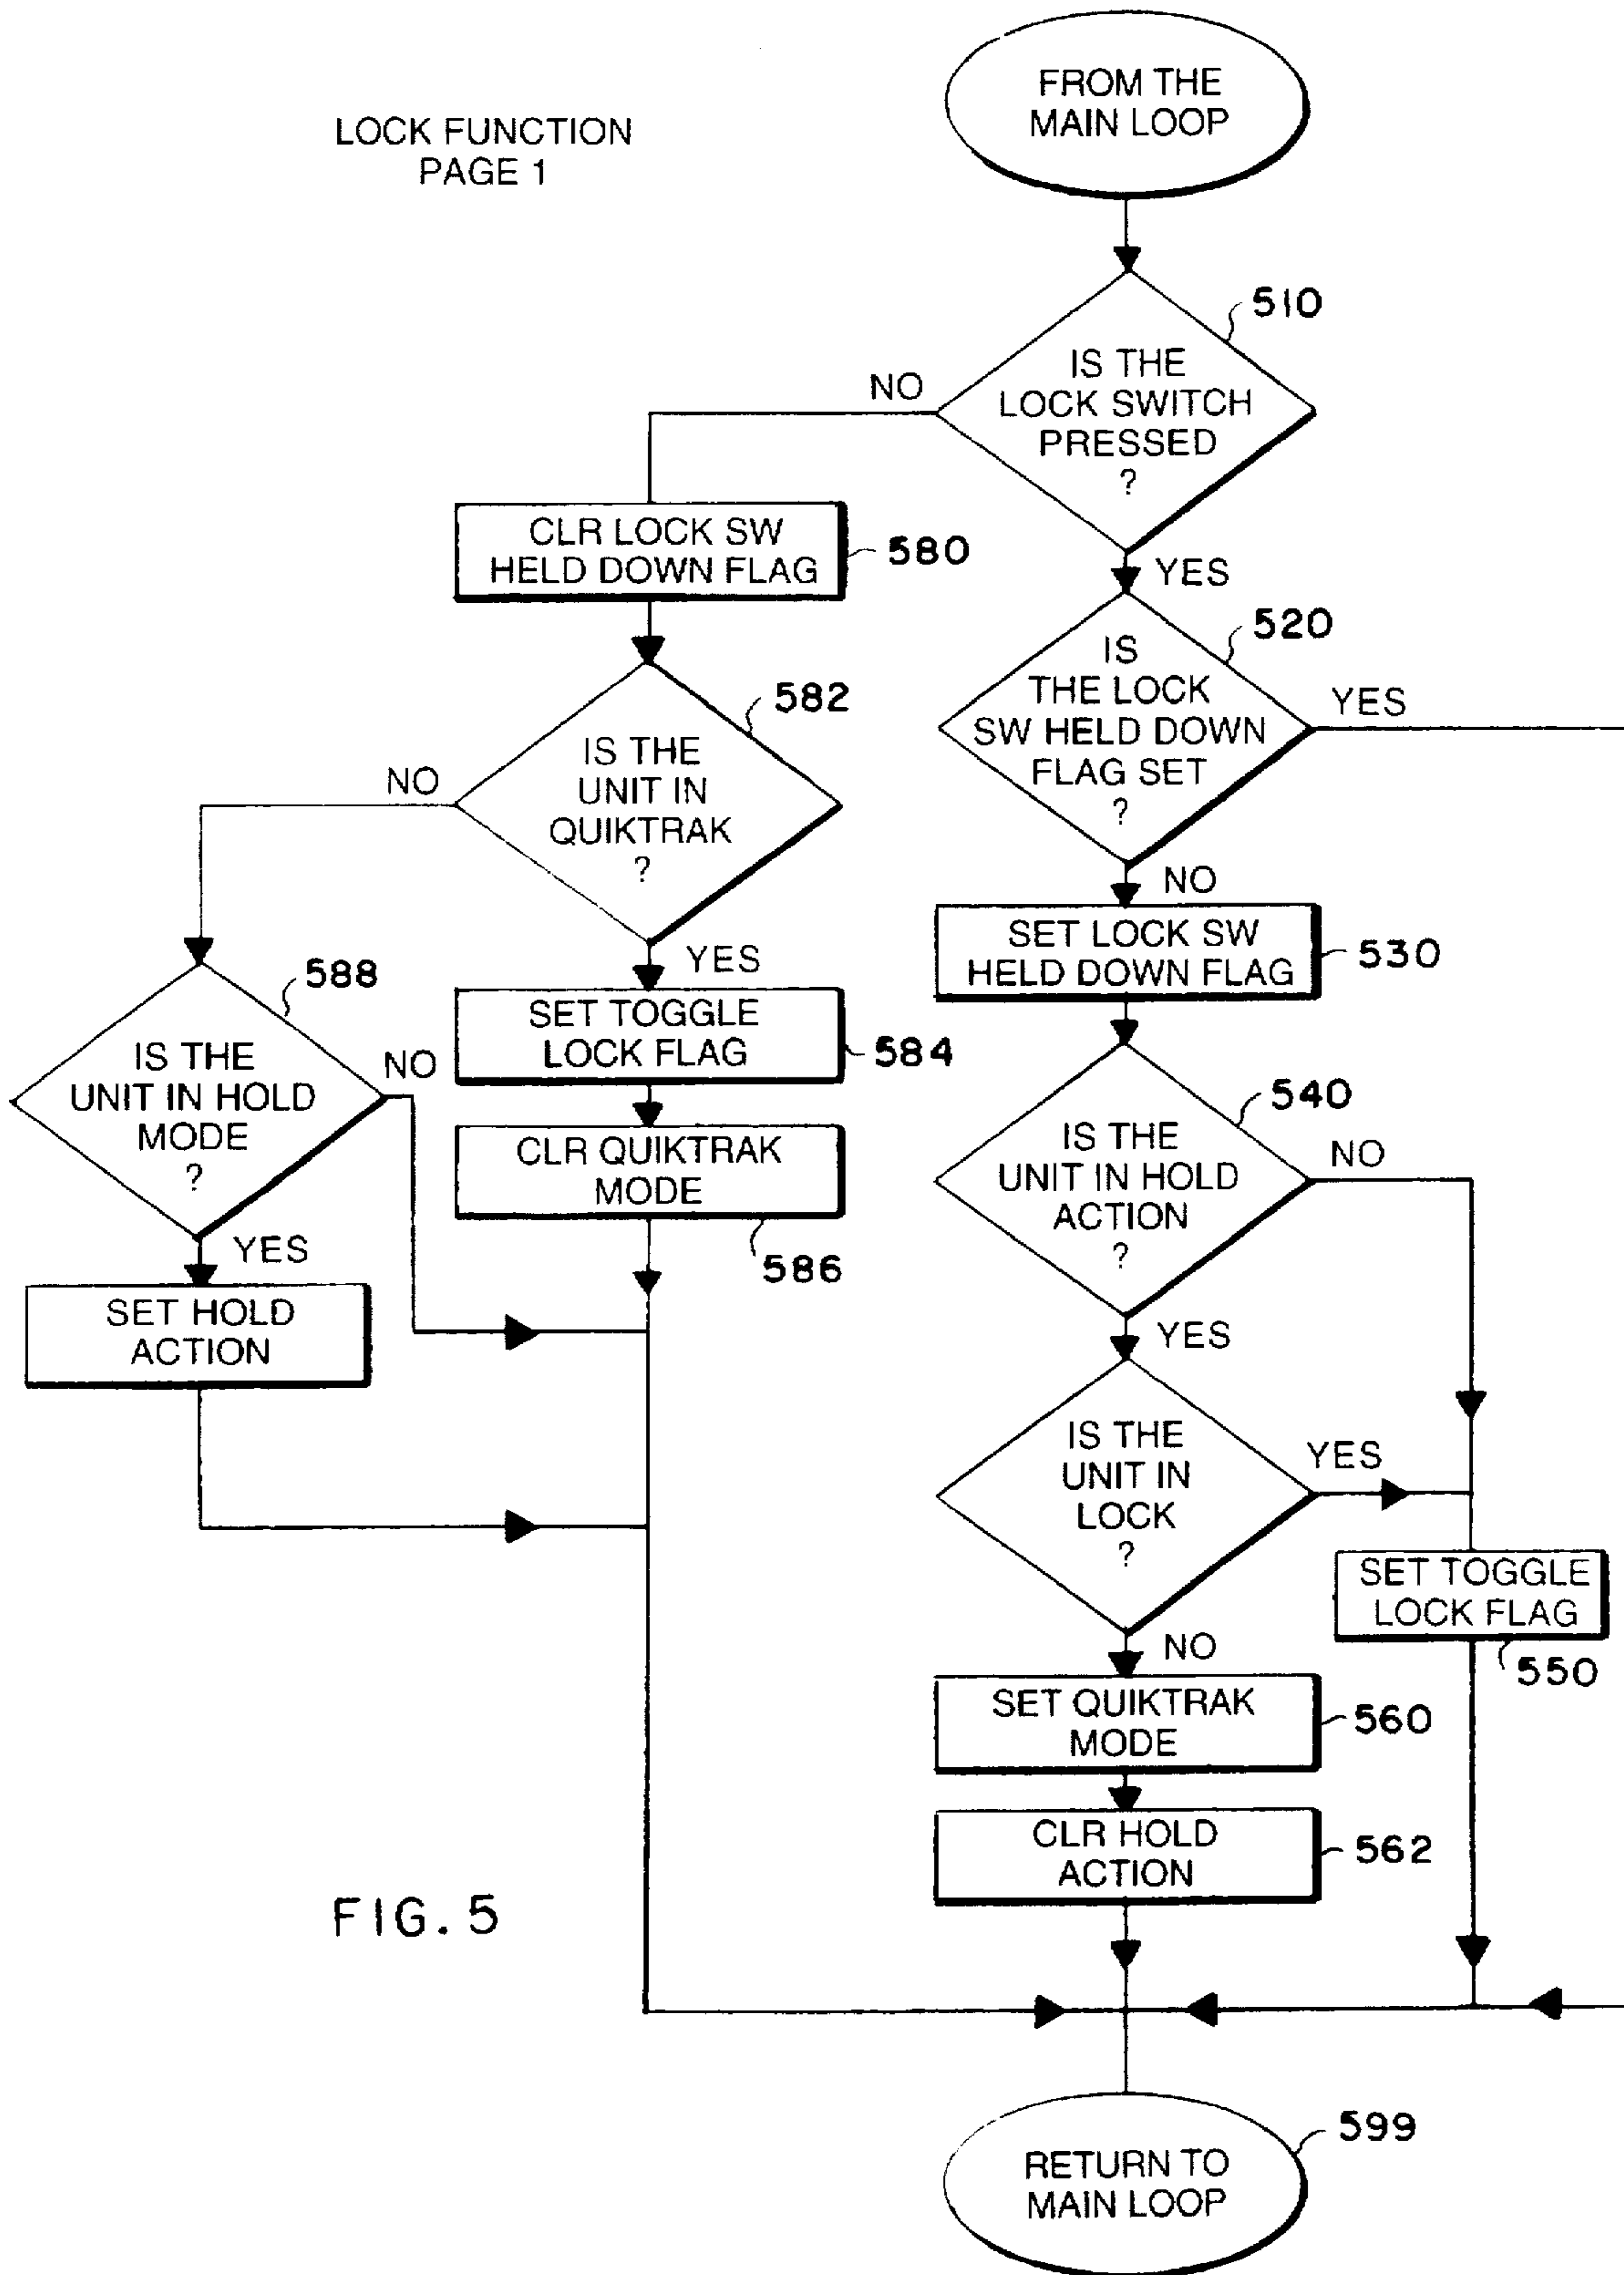 LOCK FUNCTION
PAGE 1
FROM THE
MAIN LOOP
510
IS THE
LOCK SWITCH
PRESSED
?
NO
YES
CLR LOCK SW
HELD DOWN FLAG
580
520
IS
THE LOCK
SW HELD DOWN
FLAG SET
?
YES
NO
582
IS THE
UNIT IN
QUIKTRAK
?
NO
YES
SET LOCK SW
HELD DOWN FLAG
530
588
IS THE
UNIT IN HOLD
MODE
?
NO
YES
SET TOGGLE
LOCK FLAG
584
CLR QUIKTRAK
MODE
586
SET HOLD
ACTION
540
IS THE
UNIT IN HOLD
ACTION
?
NO
YES
IS THE
UNIT IN
LOCK
?
YES
NO
SET TOGGLE
LOCK FLAG
550
SET QUIKTRAK
MODE
560
CLR HOLD
ACTION
562
FIG. 5
599
RETURN TO
MAIN LOOP